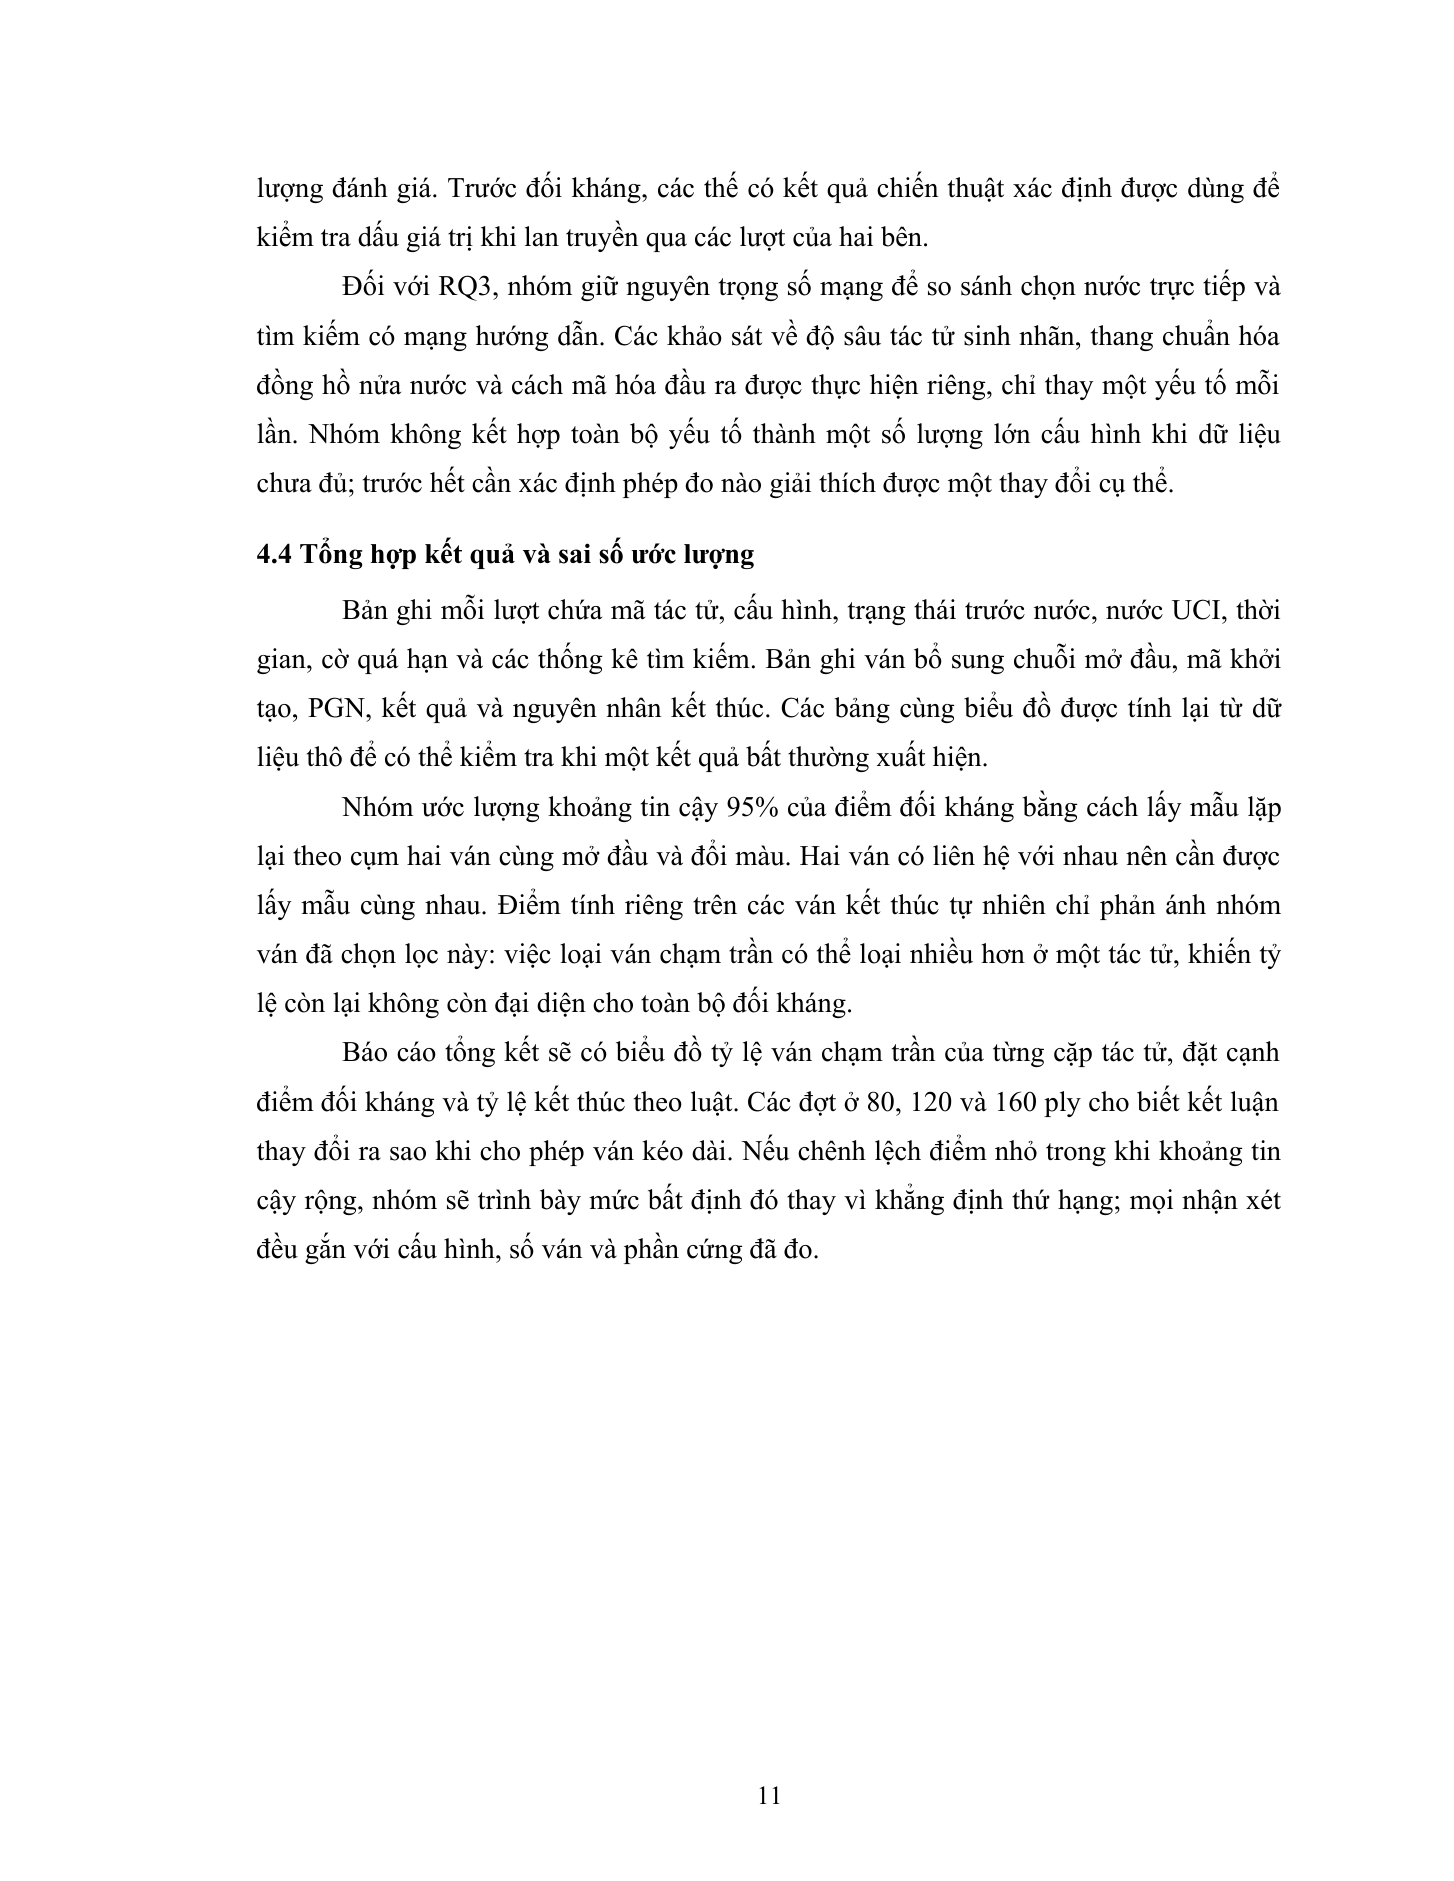 lượng đánh giá. Trước đối kháng, các thế có kết quả chiến thuật xác định được dùng để
kiểm tra dấu giá trị khi lan truyền qua các lượt của hai bên.
Đối với RQ3, nhóm giữ nguyên trọng số mạng để so sánh chọn nước trực tiếp và
tìm kiếm có mạng hướng dẫn. Các khảo sát về độ sâu tác tử sinh nhãn, thang chuẩn hóa
đồng hồ nửa nước và cách mã hóa đầu ra được thực hiện riêng, chỉ thay một yếu tố mỗi
lần. Nhóm không kết hợp toàn bộ yếu tố thành một số lượng lớn cấu hình khi dữ liệu
chưa đủ; trước hết cần xác định phép đo nào giải thích được một thay đổi cụ thể.
4.4 Tổng hợp kết quả và sai số ước lượng
Bản ghi mỗi lượt chứa mã tác tử, cấu hình, trạng thái trước nước, nước UCI, thời
gian, cờ quá hạn và các thống kê tìm kiếm. Bản ghi ván bổ sung chuỗi mở đầu, mã khởi
tạo, PGN, kết quả và nguyên nhân kết thúc. Các bảng cùng biểu đồ được tính lại từ dữ
liệu thô để có thể kiểm tra khi một kết quả bất thường xuất hiện.
Nhóm ước lượng khoảng tin cậy 95% của điểm đối kháng bằng cách lấy mẫu lặp
lại theo cụm hai ván cùng mở đầu và đổi màu. Hai ván có liên hệ với nhau nên cần được
lấy mẫu cùng nhau. Điểm tính riêng trên các ván kết thúc tự nhiên chỉ phản ánh nhóm
ván đã chọn lọc này: việc loại ván chạm trần có thể loại nhiều hơn ở một tác tử, khiến tỷ
lệ còn lại không còn đại diện cho toàn bộ đối kháng.
Báo cáo tổng kết sẽ có biểu đồ tỷ lệ ván chạm trần của từng cặp tác tử, đặt cạnh
điểm đối kháng và tỷ lệ kết thúc theo luật. Các đợt ở 80, 120 và 160 ply cho biết kết luận
thay đổi ra sao khi cho phép ván kéo dài. Nếu chênh lệch điểm nhỏ trong khi khoảng tin
cậy rộng, nhóm sẽ trình bày mức bất định đó thay vì khẳng định thứ hạng; mọi nhận xét
đều gắn với cấu hình, số ván và phần cứng đã đo.
11